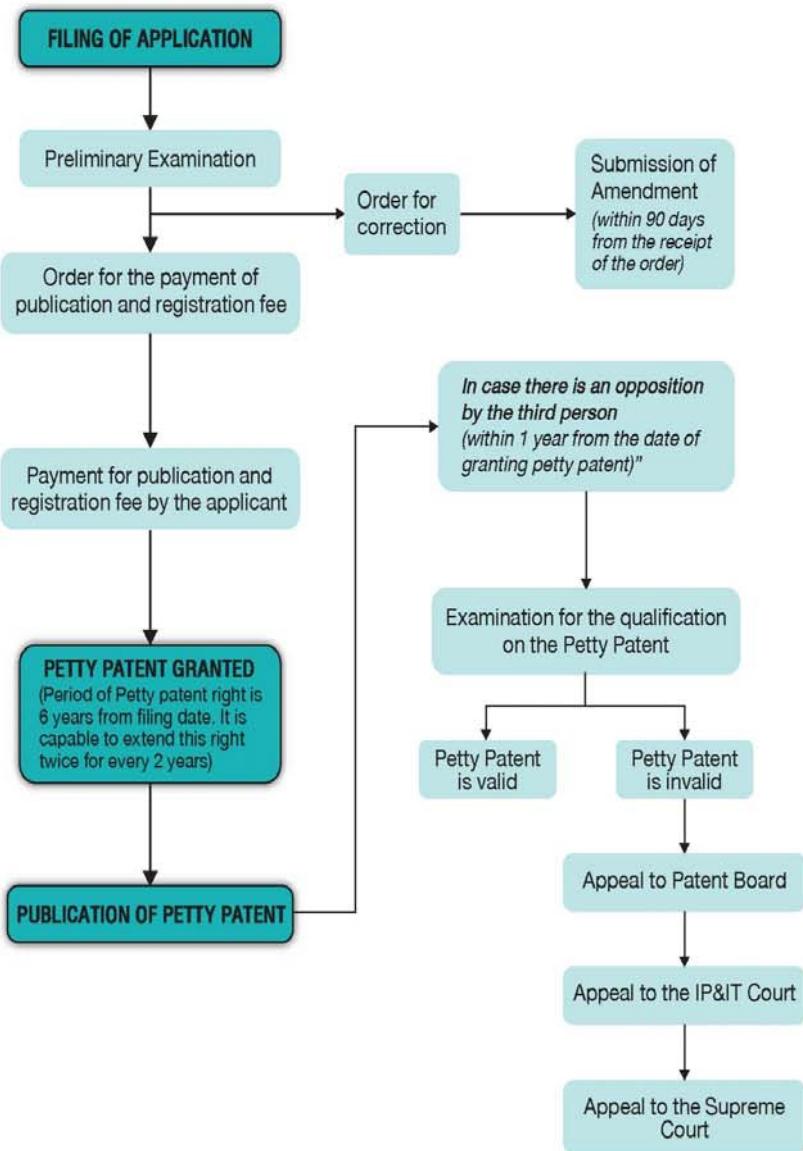 FILING OF APPLICATION
Preliminary Examination
Order for
correction
Submission of
Amendment
(within 90 days
from the receipt
of the order)
Order for the payment of
publication and registration fee
Payment for publication and
registration fee by the applicant
PETTY PATENT GRANTED
(Period of Petty patent right is
6 years from filing date. It is
capable to extend this right
twice for every 2 years)
PUBLICATION OF PETTY PATENT
In case there is an opposition
by the third person
(within 1 year from the date of
granting petty patent)”
Examination for the qualification
on the Petty Patent
Petty Patent
is valid
Petty Patent
is invalid
Appeal to Patent Board
Appeal to the IP&IT Court
Appeal to the Supreme
Court